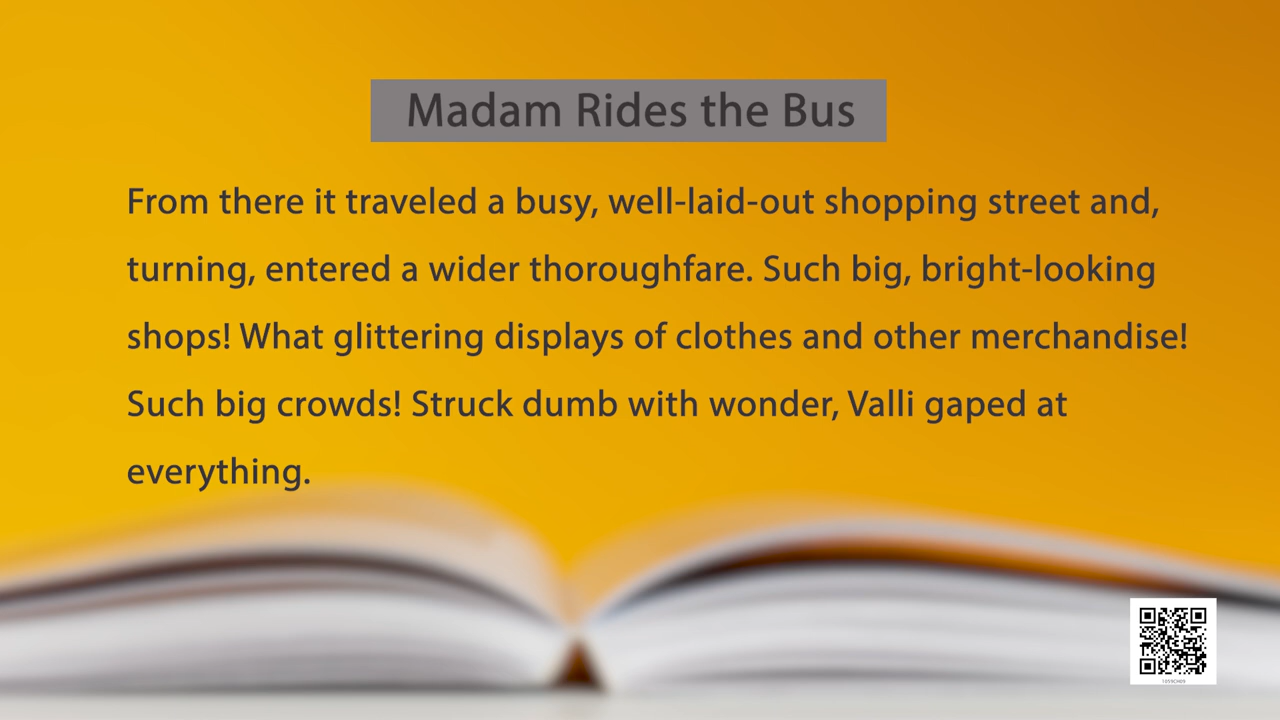 Madam Rides the Bus
From there it traveled a busy, well-laid-out shopping street and,
turning, entered a wider thoroughfare. Such big, bright-looking
shops! What glittering displays of clothes and other merchandise!
Such big crowds! Struck dumb with wonder, Valli gaped at
everything.
1059CH09